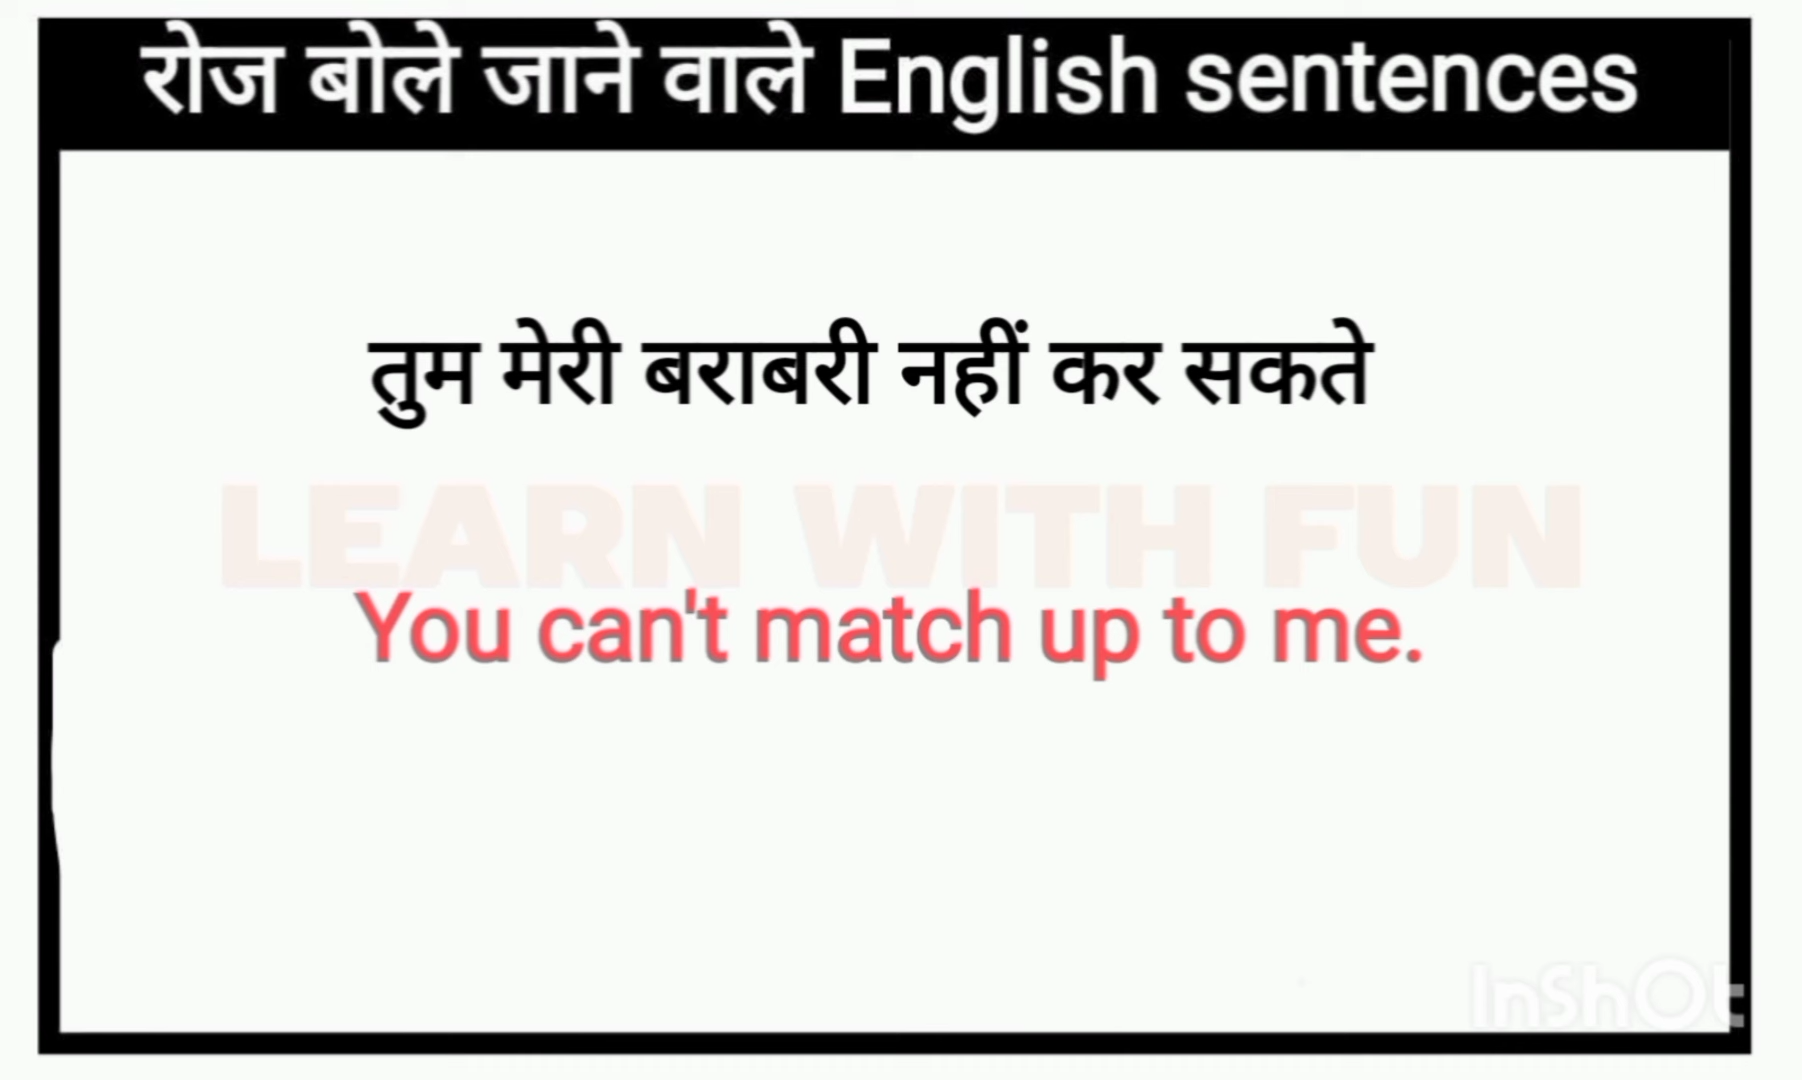 रोज बोले जाने वाले English sentences
तुम मेरी बराबरी नहीं कर सकते
LEARN WITH FUN
You can't match up to me.
InShOt